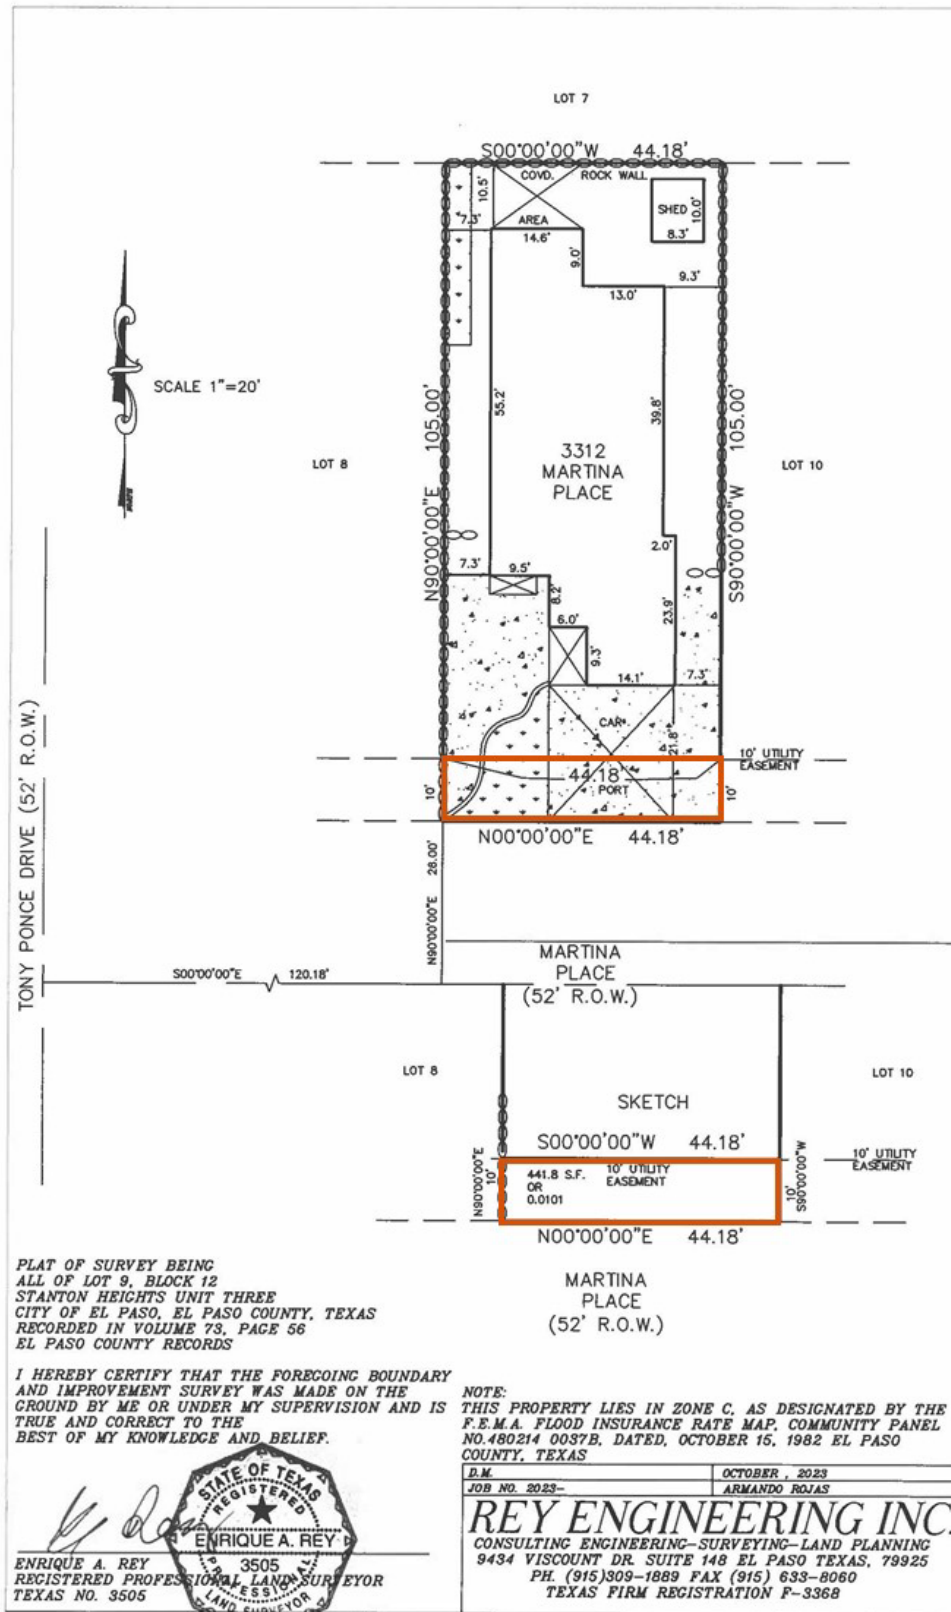 LOT 7
S00°00'00"W 44.18'
COVD. ROCK WALL
AREA
10.5'
7.3'
14.6'
9.0'
SHED
10.0'
8.3'
13.0'
9.3'
SCALE 1"=20'
N90°00'00"E 105.00'
55.2'
39.8'
S90°00'00"W 105.00'
LOT 8
3312
MARTINA
PLACE
LOT 10
2.0'
7.3'
9.5'
8.2'
6.0'
9.3'
23.9'
14.1'
7.3'
CAR
21.8'
10' UTILITY
EASEMENT
44.18'
PORT
10'
10'
N00°00'00"E 44.18'
TONY PONCE DRIVE (52' R.O.W.)
N90°00'00"E 28.00'
MARTINA
PLACE
(52' R.O.W.)
S00°00'00"E 120.18'
LOT 8
LOT 10
SKETCH
S00°00'00"W 44.18'
N90°00'00"E
10'
441.8 S.F.
OR
0.0101
10' UTILITY
EASEMENT
10'
S90°00'00"W
10' UTILITY
EASEMENT
N00°00'00"E 44.18'
MARTINA
PLACE
(52' R.O.W.)
PLAT OF SURVEY BEING
ALL OF LOT 9, BLOCK 12
STANTON HEIGHTS UNIT THREE
CITY OF EL PASO, EL PASO COUNTY, TEXAS
RECORDED IN VOLUME 73, PAGE 56
EL PASO COUNTY RECORDS
I HEREBY CERTIFY THAT THE FOREGOING BOUNDARY
AND IMPROVEMENT SURVEY WAS MADE ON THE
GROUND BY ME OR UNDER MY SUPERVISION AND IS
TRUE AND CORRECT TO THE
BEST OF MY KNOWLEDGE AND BELIEF.
STATE OF TEXAS
REGISTERED
ENRIQUE A. REY
3505
PROFESSIONAL
LAND SURVEYOR
ENRIQUE A. REY
REGISTERED PROFESSIONAL LAND SURVEYOR
TEXAS NO. 3505
NOTE:
THIS PROPERTY LIES IN ZONE C, AS DESIGNATED BY THE
F.E.M.A. FLOOD INSURANCE RATE MAP, COMMUNITY PANEL
NO.480214 0037B, DATED, OCTOBER 15, 1982 EL PASO
COUNTY, TEXAS
D.M. OCTOBER , 2023
JOB NO. 2023- ARMANDO ROJAS
REY ENGINEERING INC.
CONSULTING ENGINEERING-SURVEYING-LAND PLANNING
9434 VISCOUNT DR. SUITE 148 EL PASO TEXAS, 79925
PH. (915)309-1889 FAX (915) 633-8060
TEXAS FIRM REGISTRATION F-3368